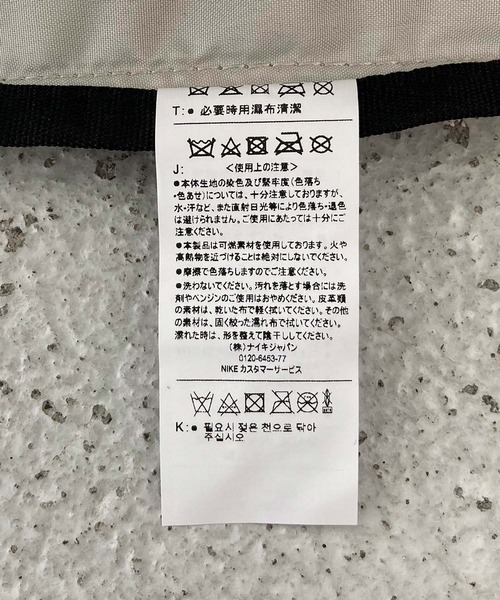 T: ● 必要時用濕布清潔
J: <使用上の注意>
●本体生地の染色及び堅牢度(色落ち
・色あせ)については、十分注意しておりますが、
水・汗など、また直射日光等により色落ち・退色
は避けられません。ご使用にあたっては十分にご
注意ください。
●本製品は可燃素材を使用しております。火や
高熱物を近づけることは絶対にしないでください。
●摩擦で色落ちしますのでご注意ください。
●洗わないでください。汚れを落とす場合には洗
剤やベンジンのご使用はおやめください。皮革類
の素材は、乾いた布で軽く拭いてください。その他
の素材は、固く絞った濡れ布で拭いてください。
濡れた時は、形を整えて陰干ししてください。
(株)ナイキジャパン
0120-6453-77
NIKE カスタマーサービス
K: ● 필요시 젖은 천으로 닦아
주십시오